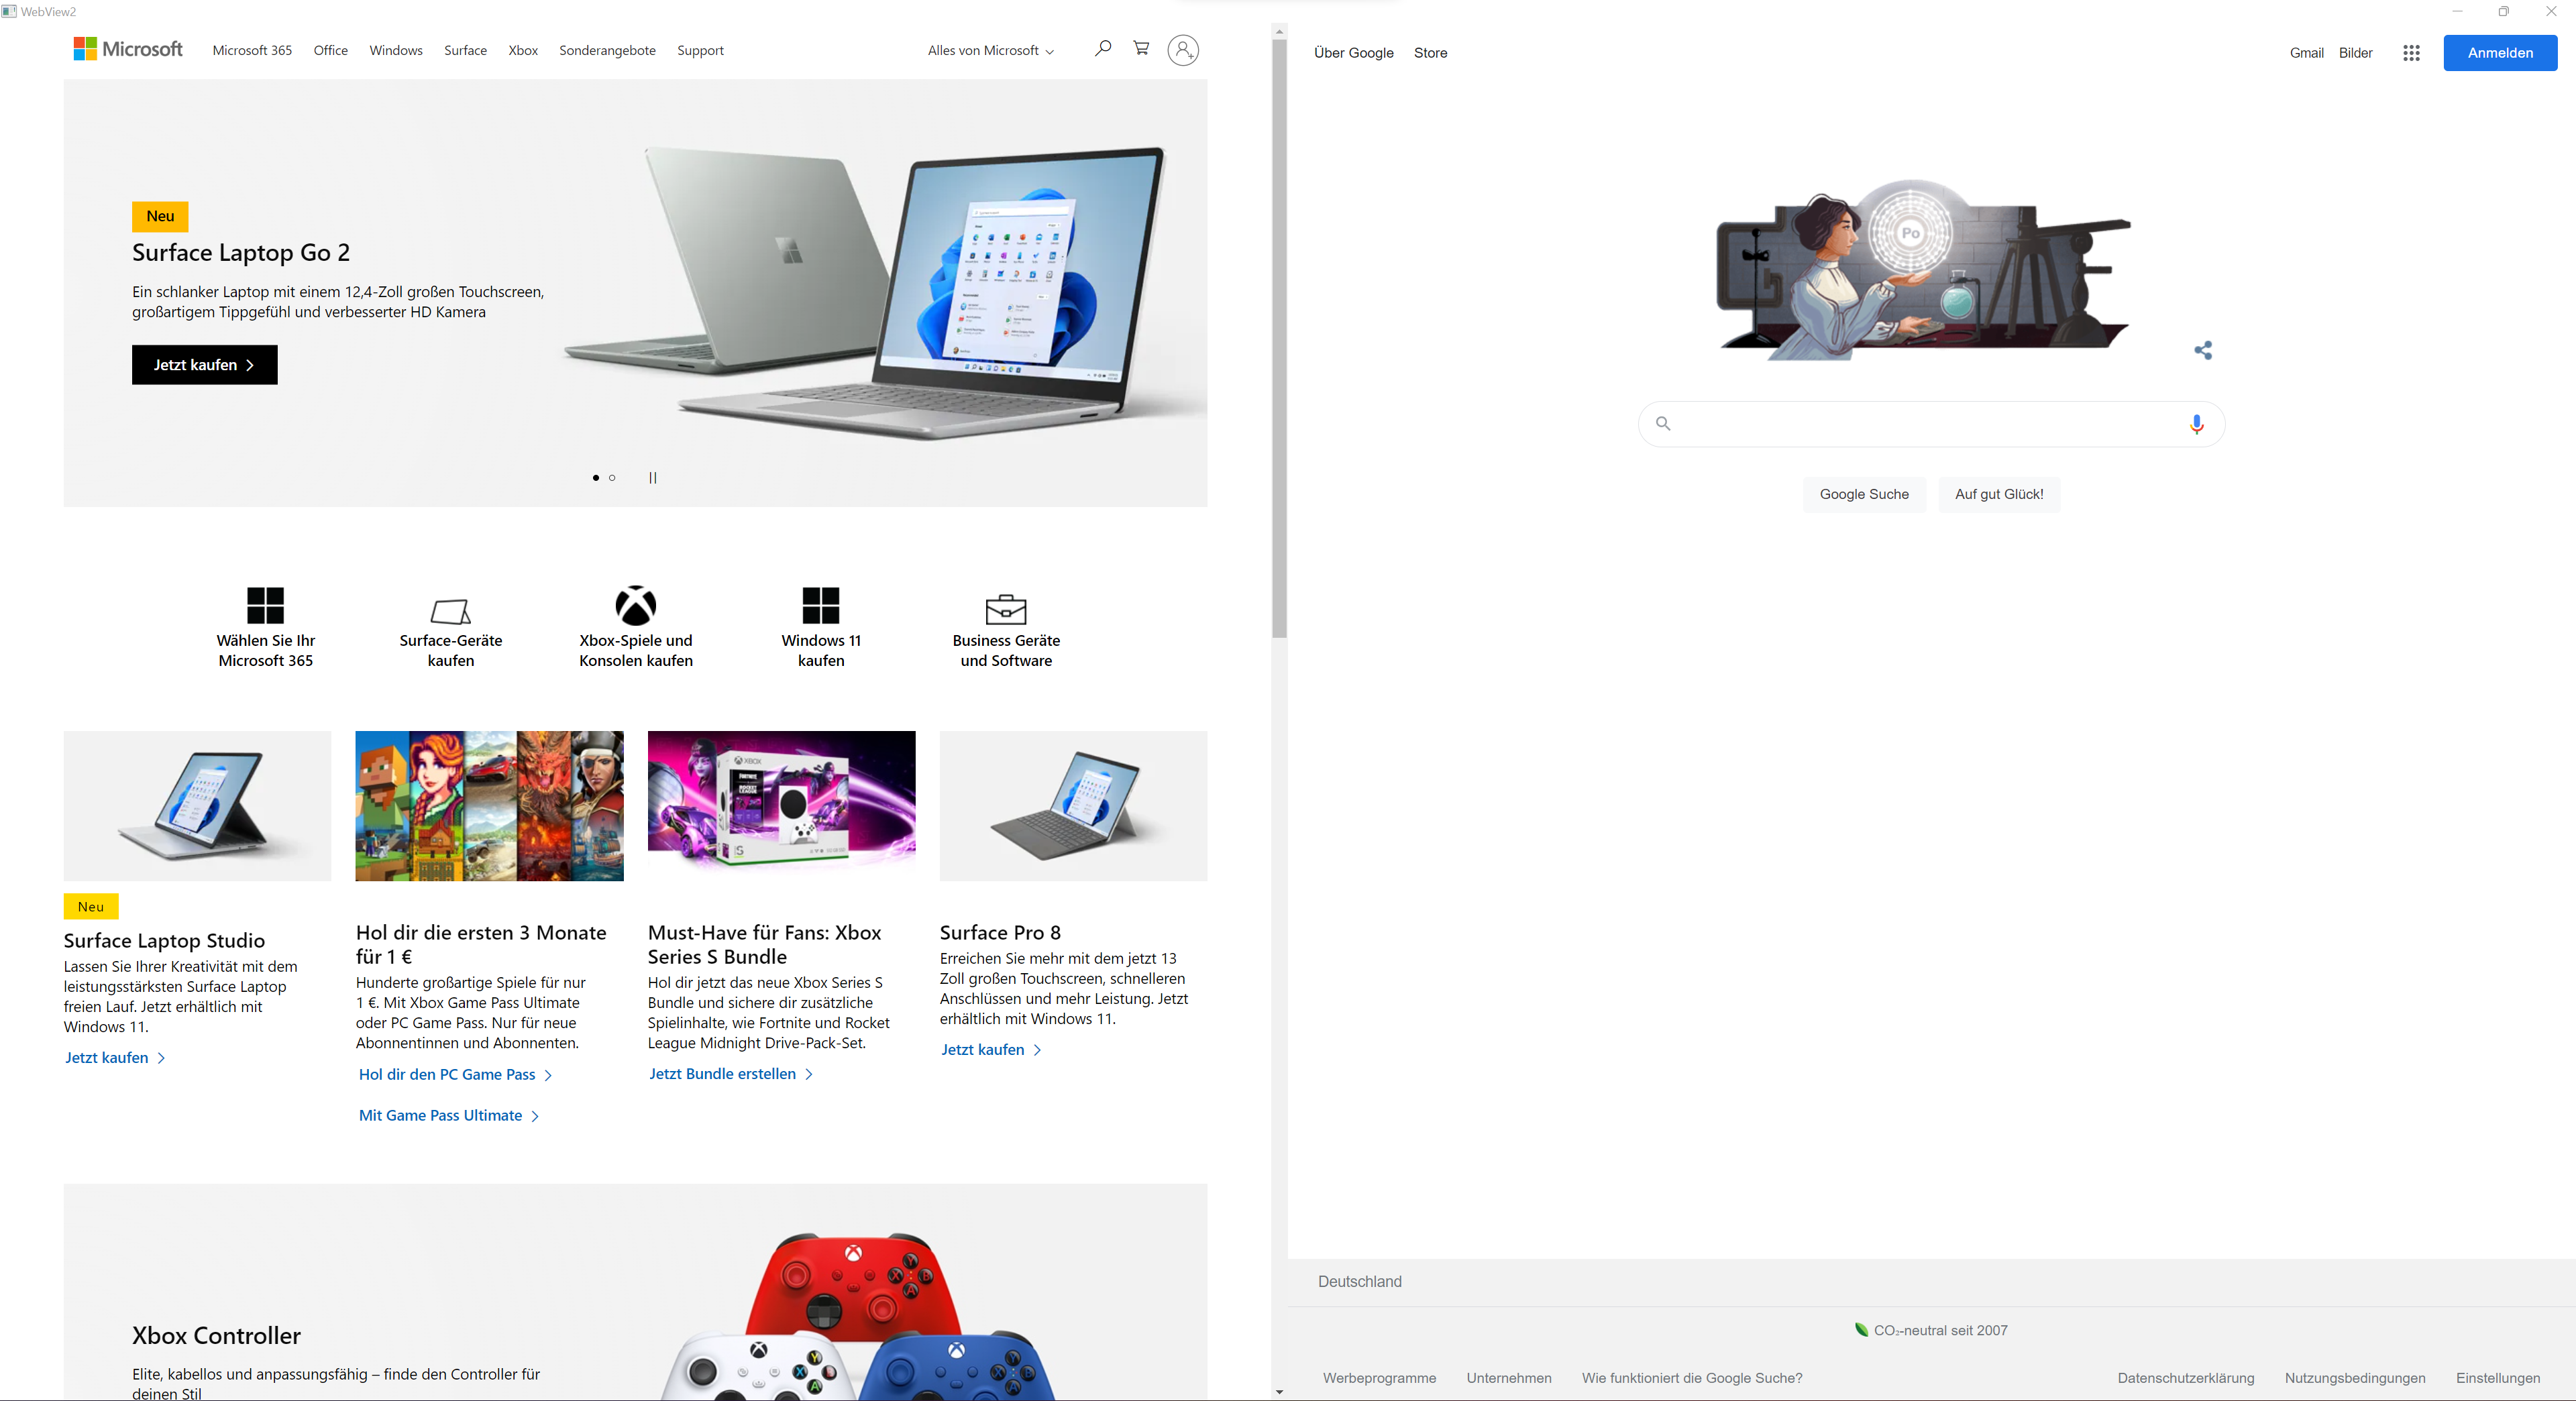 WebView2
Microsoft
Microsoft 365
Office
Windows
Surface
Xbox
Sonderangebote
Support
Alles von Microsoft
Neu
Surface Laptop Go 2
Ein schlanker Laptop mit einem 12,4-Zoll großen Touchscreen,
großartigem Tippgefühl und verbesserter HD Kamera
Jetzt kaufen
Wählen Sie Ihr
Microsoft 365
Surface-Geräte
kaufen
Xbox-Spiele und
Konsolen kaufen
Windows 11
kaufen
Business Geräte
und Software
XBOX
FORTNITE
ROCKET
LEAGUE
S
Neu
Surface Laptop Studio
Lassen Sie Ihrer Kreativität mit dem
leistungsstärksten Surface Laptop
freien Lauf. Jetzt erhältlich mit
Windows 11.
Jetzt kaufen
Hol dir die ersten 3 Monate
für 1 €
Hunderte großartige Spiele für nur
1 €. Mit Xbox Game Pass Ultimate
oder PC Game Pass. Nur für neue
Abonnentinnen und Abonnenten.
Hol dir den PC Game Pass
Mit Game Pass Ultimate
Must-Have für Fans: Xbox
Series S Bundle
Hol dir jetzt das neue Xbox Series S
Bundle und sichere dir zusätzliche
Spielinhalte, wie Fortnite und Rocket
League Midnight Drive-Pack-Set.
Jetzt Bundle erstellen
Surface Pro 8
Erreichen Sie mehr mit dem jetzt 13
Zoll großen Touchscreen, schnelleren
Anschlüssen und mehr Leistung. Jetzt
erhältlich mit Windows 11.
Jetzt kaufen
Xbox Controller
Elite, kabellos und anpassungsfähig – finde den Controller für
deinen Stil
Y
X
B
A
Y
X
B
A
Y
X
B
A
Über Google
Store
Gmail
Bilder
Anmelden
Po
Google Suche
Auf gut Glück!
Deutschland
CO₂-neutral seit 2007
Werbeprogramme
Unternehmen
Wie funktioniert die Google Suche?
Datenschutzerklärung
Nutzungsbedingungen
Einstellungen